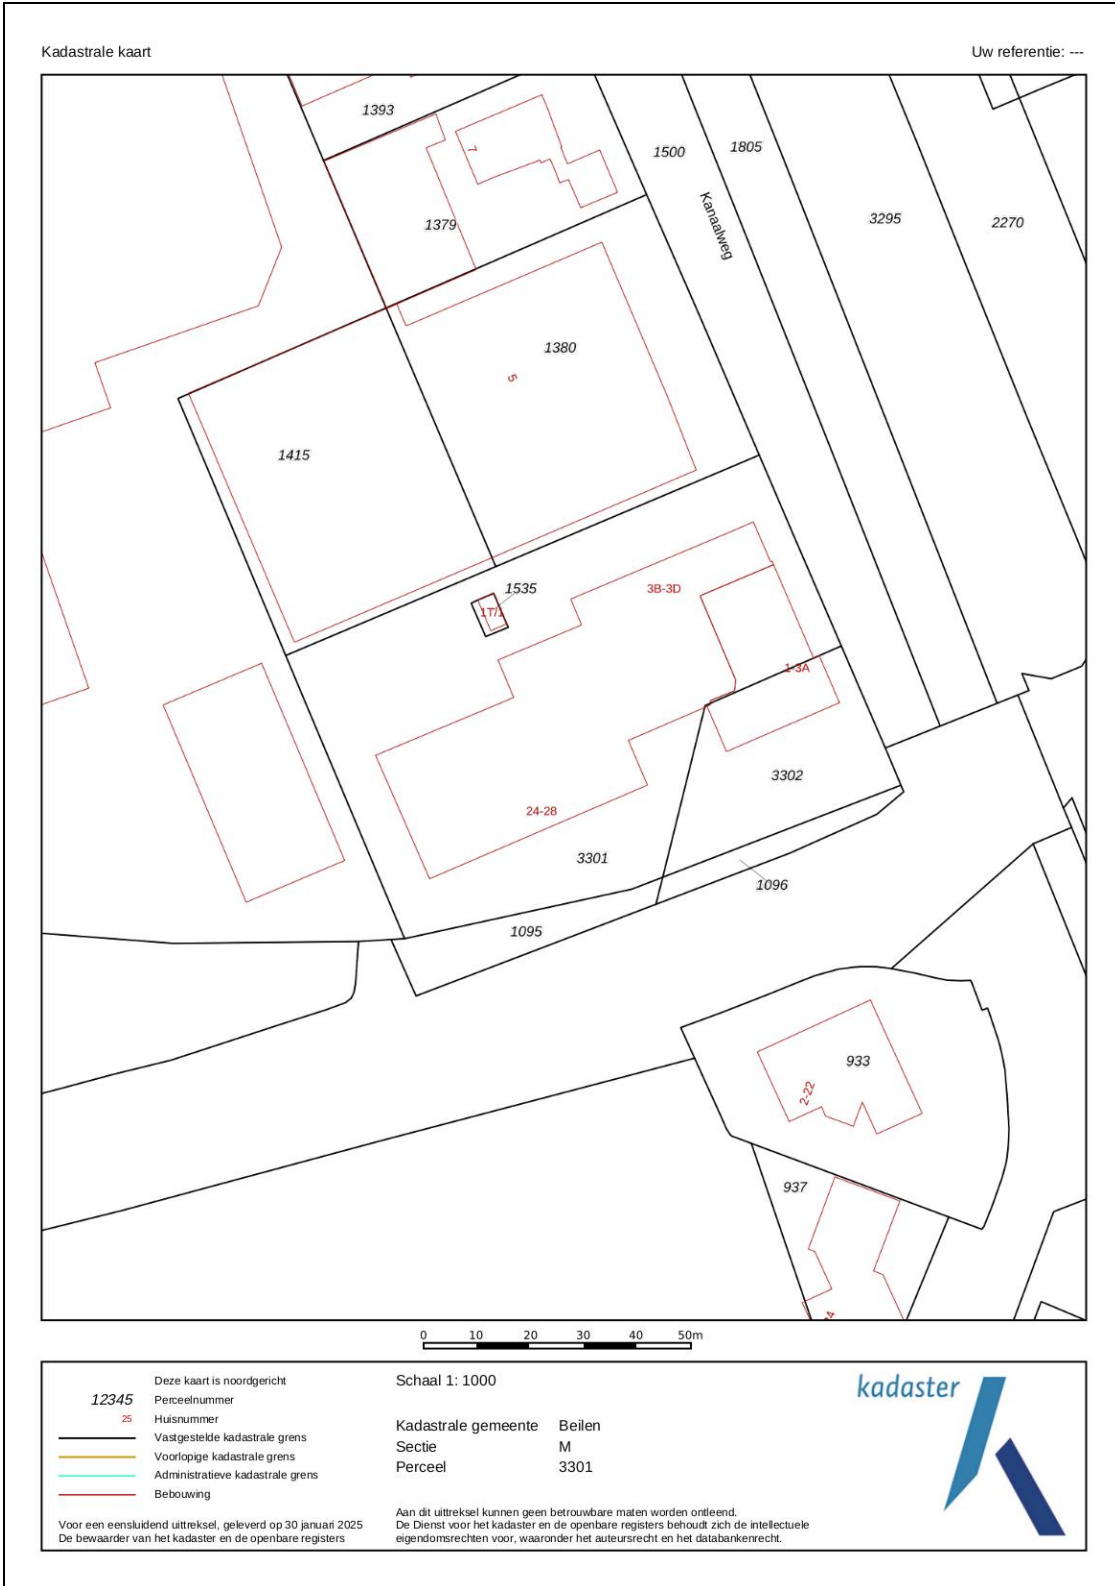 Kadastrale kaart
Uw referentie: ---
1393
7
1500
1805
1379
Kanaalweg
3295
2270
1380
5
1415
1535
1T/1
3B-3D
1-3A
3302
24-28
3301
1096
1095
933
2-22
937
0 10 20 30 40 50m
Deze kaart is noordgericht
12345 Perceelnummer
25 Huisnummer
Vastgestelde kadastrale grens
Voorlopige kadastrale grens
Administratieve kadastrale grens
Bebouwing
Voor een eensluidend uittreksel, geleverd op 30 januari 2025
De bewaarder van het kadaster en de openbare registers
Schaal 1: 1000
Kadastrale gemeente Beilen
Sectie M
Perceel 3301
Aan dit uittreksel kunnen geen betrouwbare maten worden ontleend.
De Dienst voor het kadaster en de openbare registers behoudt zich de intellectuele
eigendomsrechten voor, waaronder het auteursrecht en het databankenrecht.
kadaster